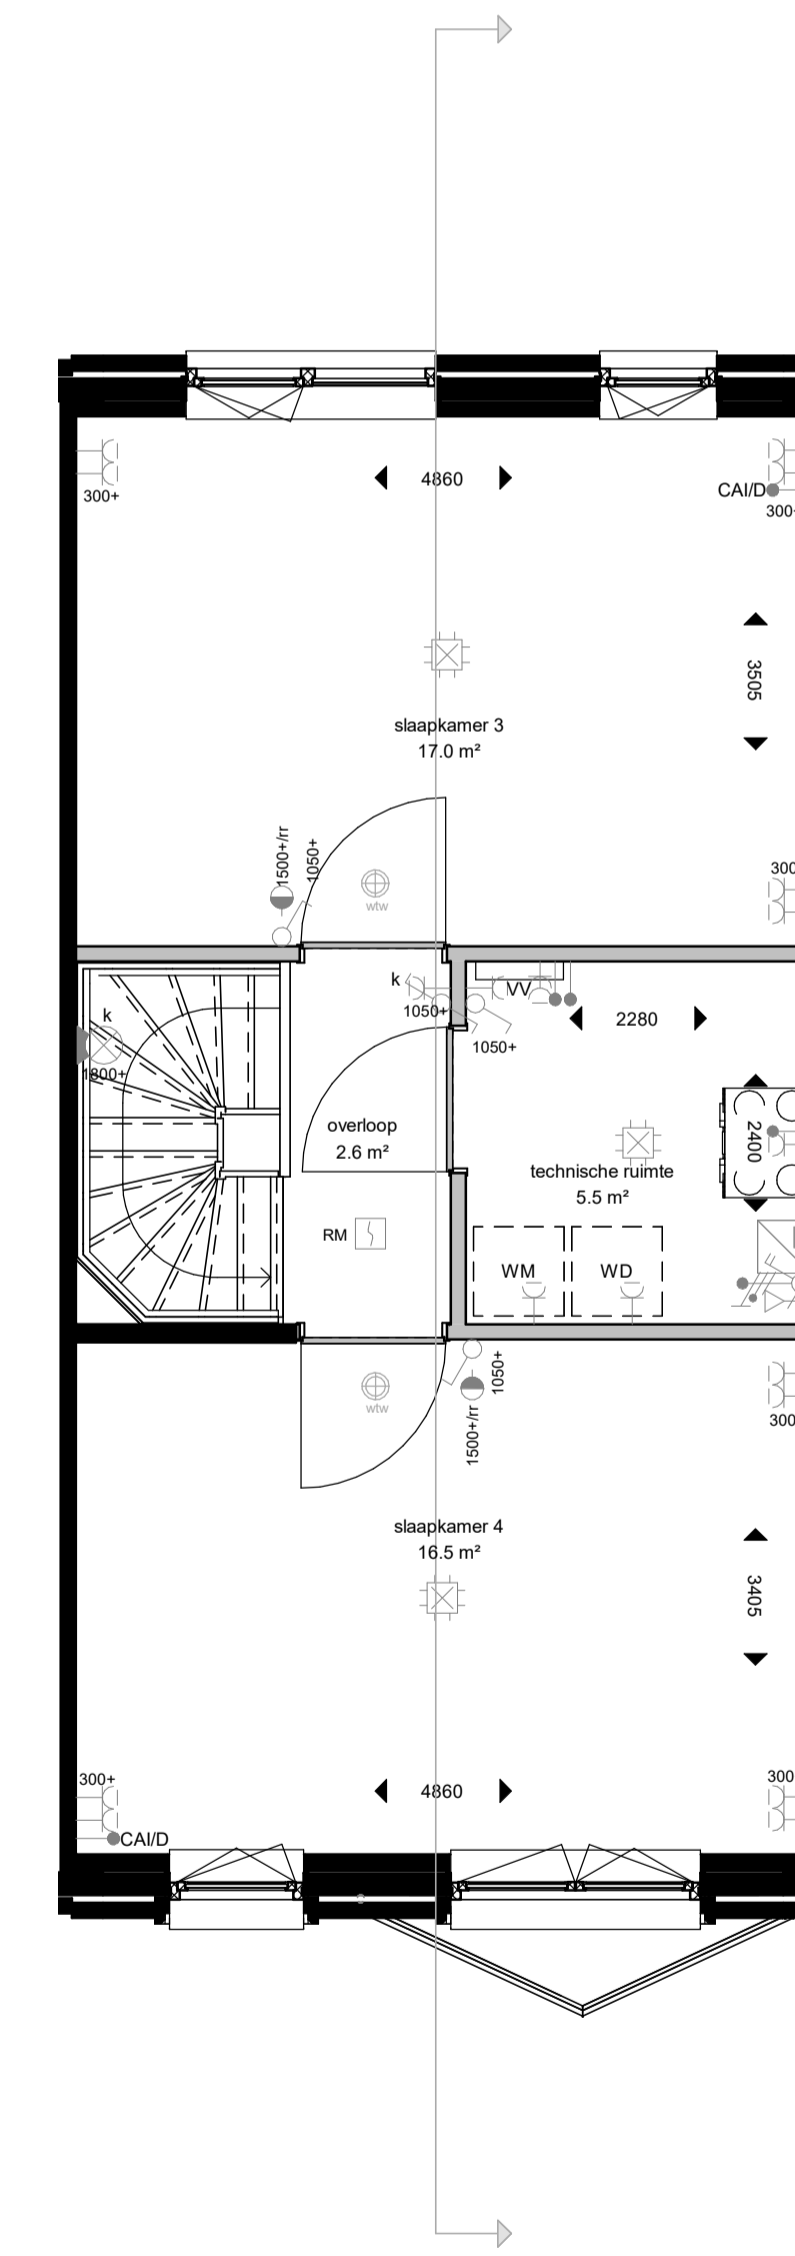 4860
300+
CAI/D
300+
3505
slaapkamer 3
17.0 m²
1500+/rr
1050+
wtw
300
k
VV
1050+
k
1800+
1050+
2280
overloop
2.6 m²
2400
technische ruimte
5.5 m²
RM
WM
WD
1050+
wtw
1500+/rr
300
slaapkamer 4
16.5 m²
3405
300+
4860
300
CAI/D